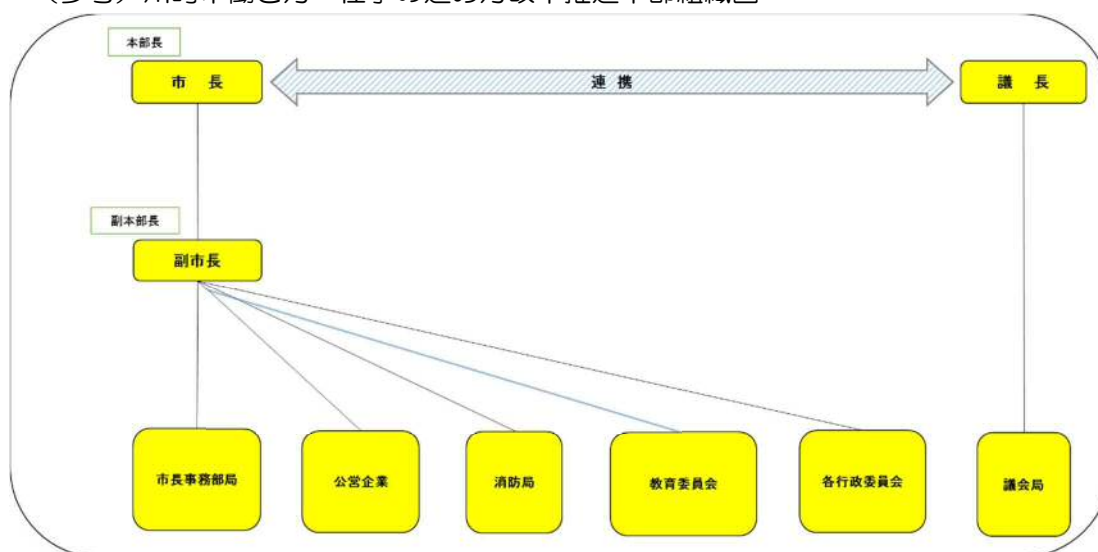 本部長
市 長
連 携
議 長
副本部長
副市長
市長事務部局
公営企業
消防局
教育委員会
各行政委員会
議会局